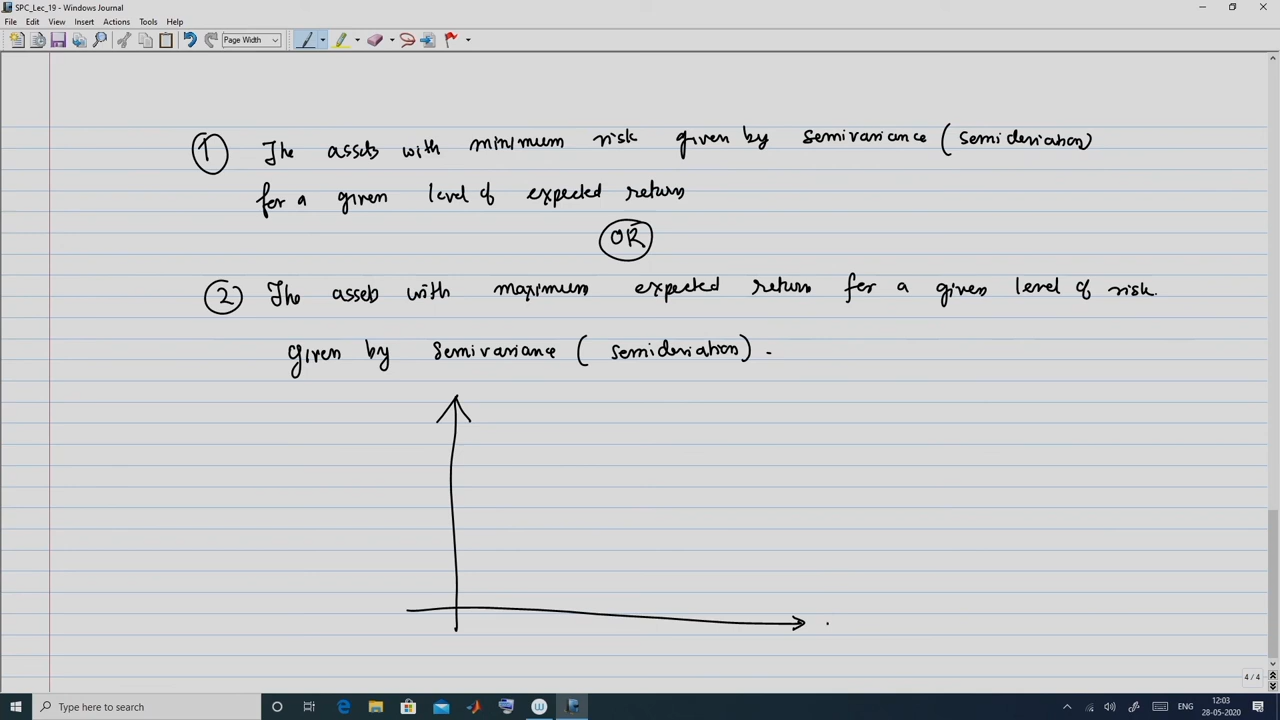 SPC_Lec_19 - Windows Journal
File Edit View Insert Actions Tools Help
Page Width
1 The assets with minimum risk given by semivariance (semideviation)
for a given level of expected return
OR
2 The assets with maximum expected return for a given level of risk.
given by semivariance (semideviation).
4 / 4
Type here to search
ENG
12:03
28-05-2020